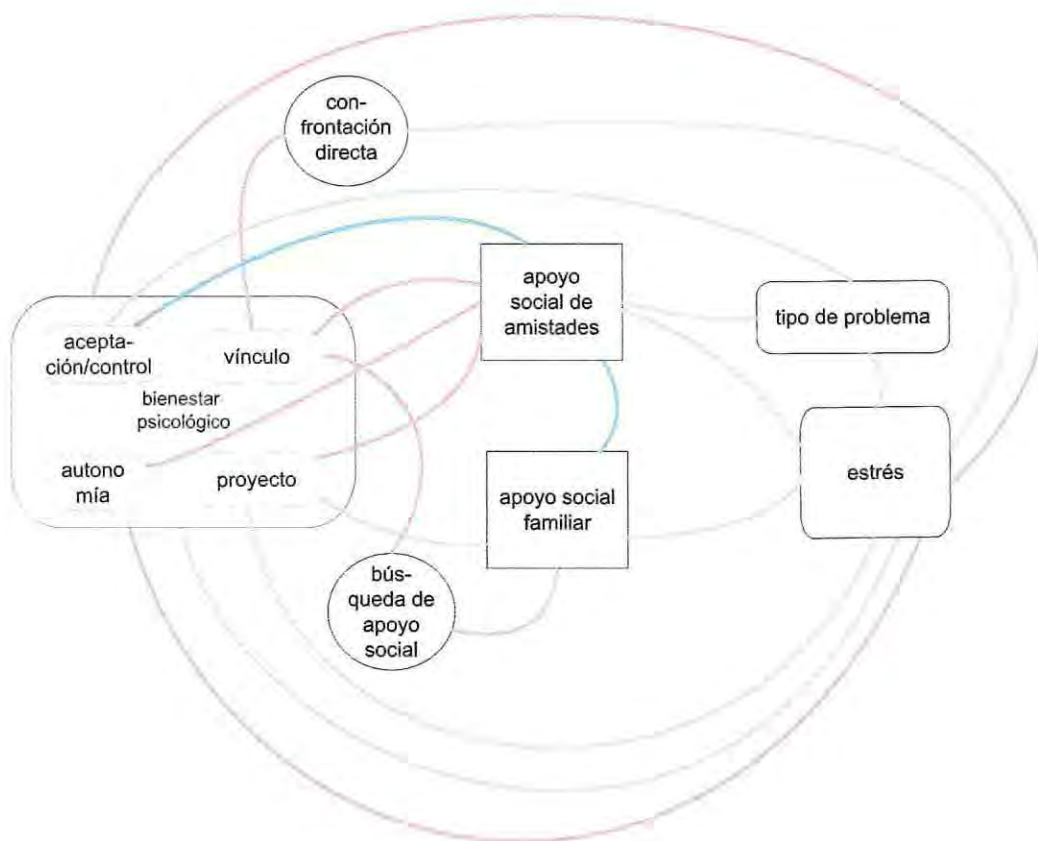 con-
frontación
directa
apoyo
social de
amistades
tipo de problema
acepta-
ción/control
vínculo
bienestar
psicológico
autono
mía
proyecto
apoyo social
familiar
estrés
bús-
queda de
apoyo
social